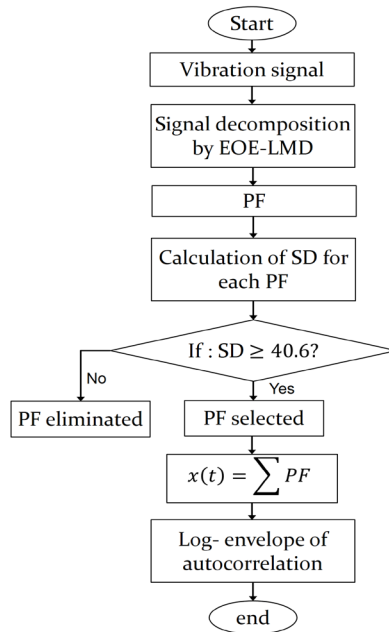 Start
Vibration signal
Signal decomposition
by EOE-LMD
PF
Calculation of SD for
each PF
If : SD ≥ 40.6?
No
Yes
PF eliminated
PF selected
x(t) = ∑ PF
Log- envelope of
autocorrelation
end